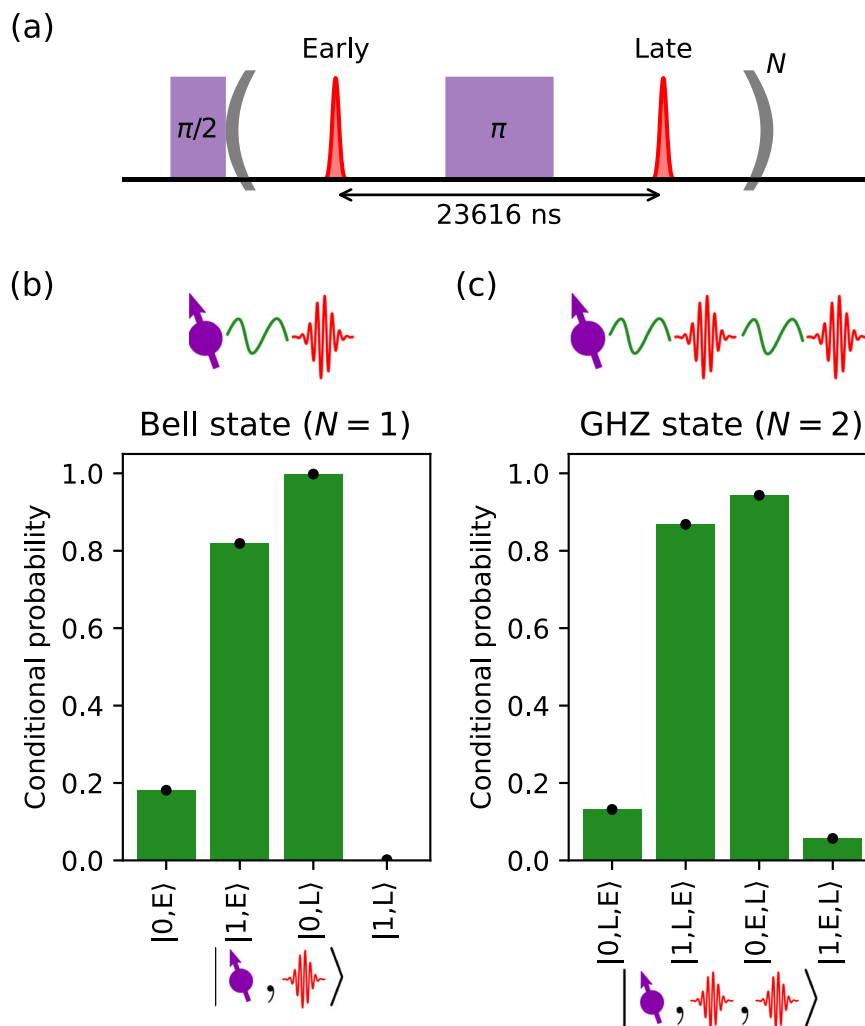 (a)
Early
Late
N
π/2
π
23616 ns
(b)
(c)
Bell state (N = 1)
GHZ state (N = 2)
Conditional probability
1.0
0.8
0.6
0.4
0.2
0.0
|0,E⟩
|1,E⟩
|0,L⟩
|1,L⟩
| , ⟩
Conditional probability
1.0
0.8
0.6
0.4
0.2
0.0
|0,L,E⟩
|1,L,E⟩
|0,E,L⟩
|1,E,L⟩
| , , ⟩